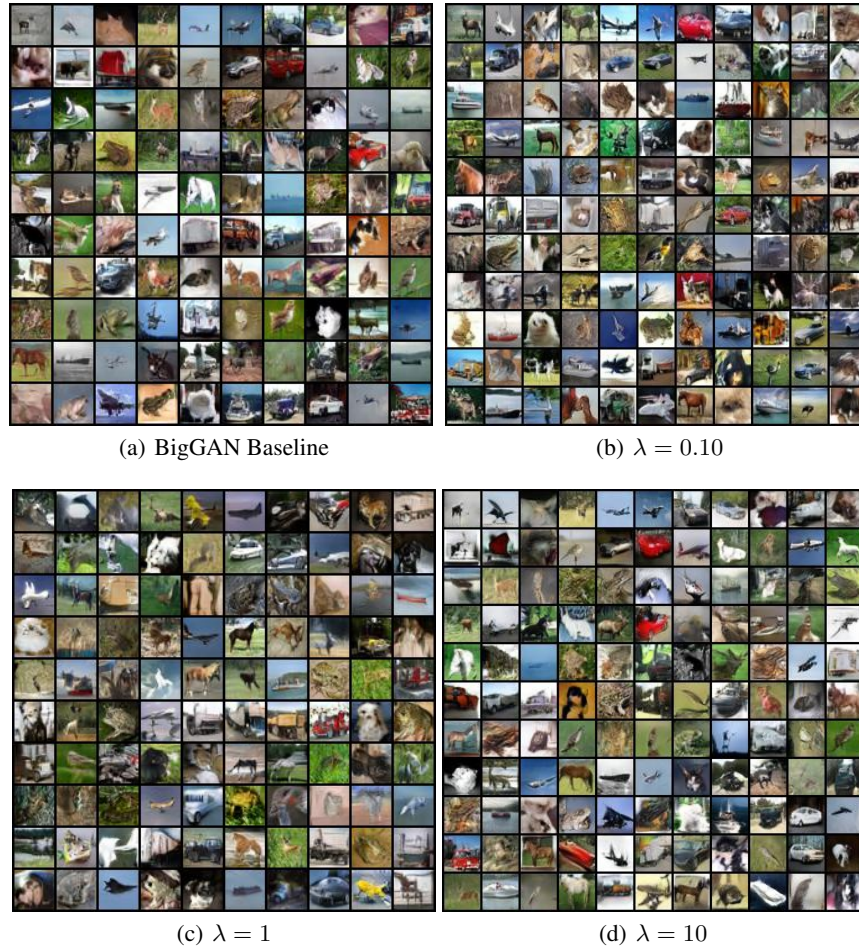 (a) BigGAN Baseline
(b) λ = 0.10
(c) λ = 1
(d) λ = 10